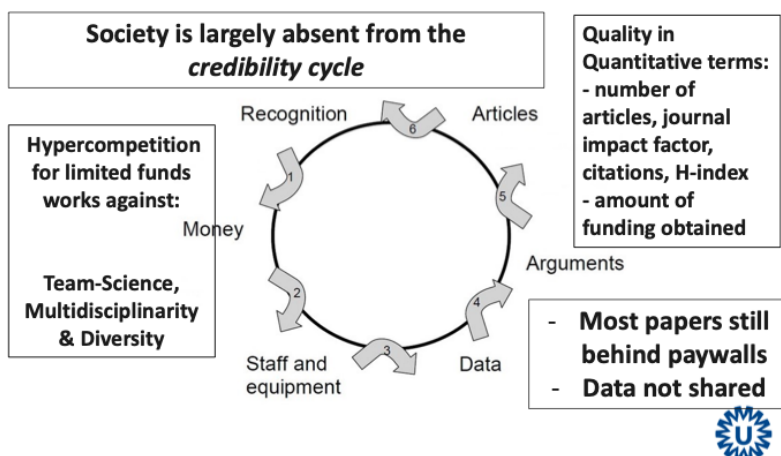 Society is largely absent from the
credibility cycle
Quality in
Quantitative terms:
- number of
articles, journal
impact factor,
citations, H-index
- amount of
funding obtained
Recognition
Articles
6
Hypercompetition
for limited funds
works against:
Team-Science,
Multidisciplinarity
& Diversity
1
5
Money
Arguments
2
4
3
Staff and
equipment
Data
- Most papers still
behind paywalls
- Data not shared
U